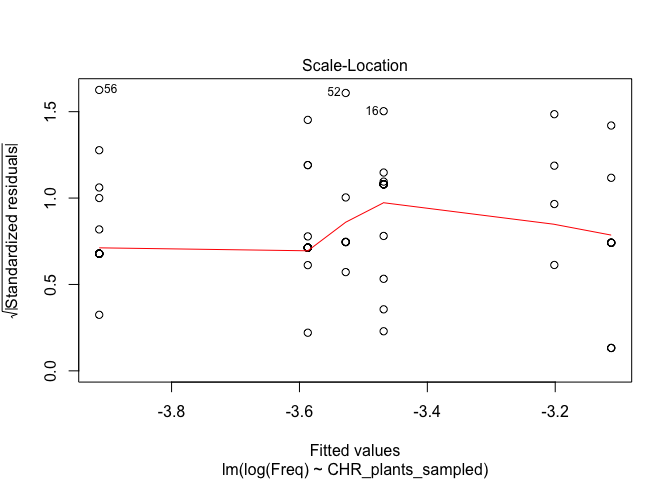 Scale-Location
56
52
16
1.5
1.0
0.5
0.0
√|Standardized residuals|
-3.8 -3.6 -3.4 -3.2
Fitted values
lm(log(Freq) ~ CHR_plants_sampled)